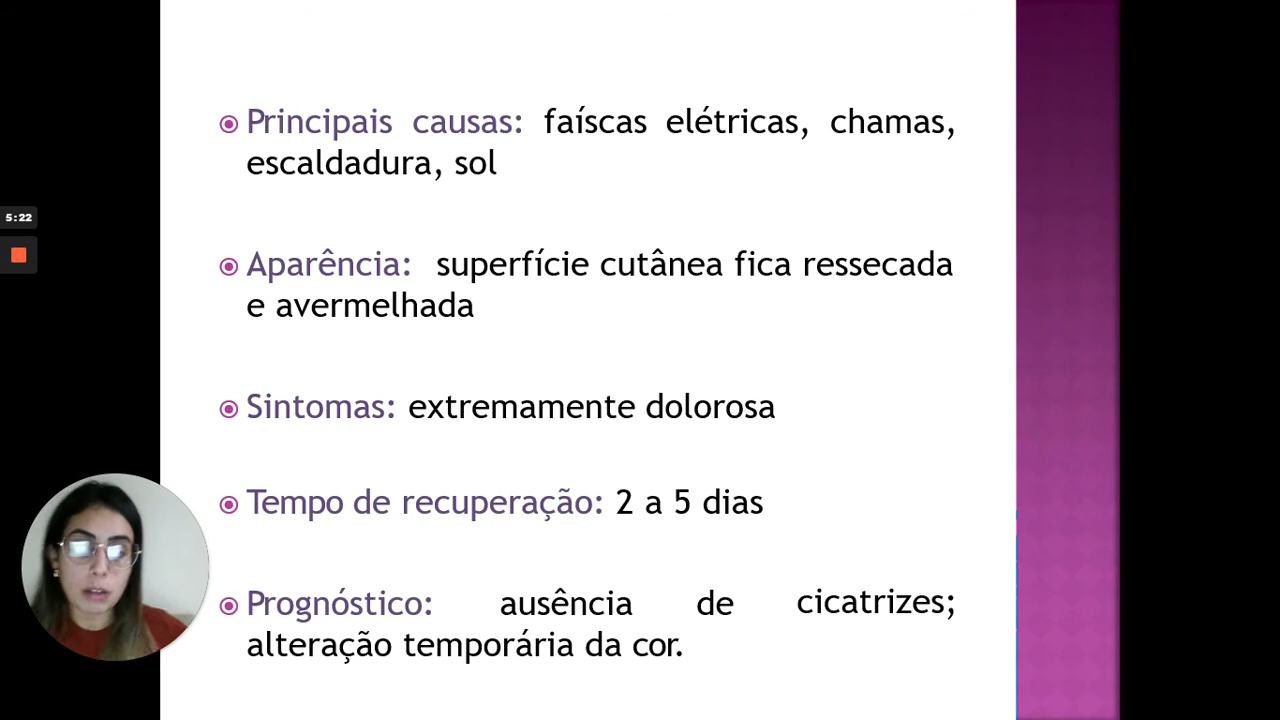 Principais causas: faíscas elétricas, chamas,
escaldadura, sol
5:22
Aparência: superfície cutânea fica ressecada
e avermelhada
Sintomas: extremamente dolorosa
Tempo de recuperação: 2 a 5 dias
Prognóstico: ausência de cicatrizes;
alteração temporária da cor.